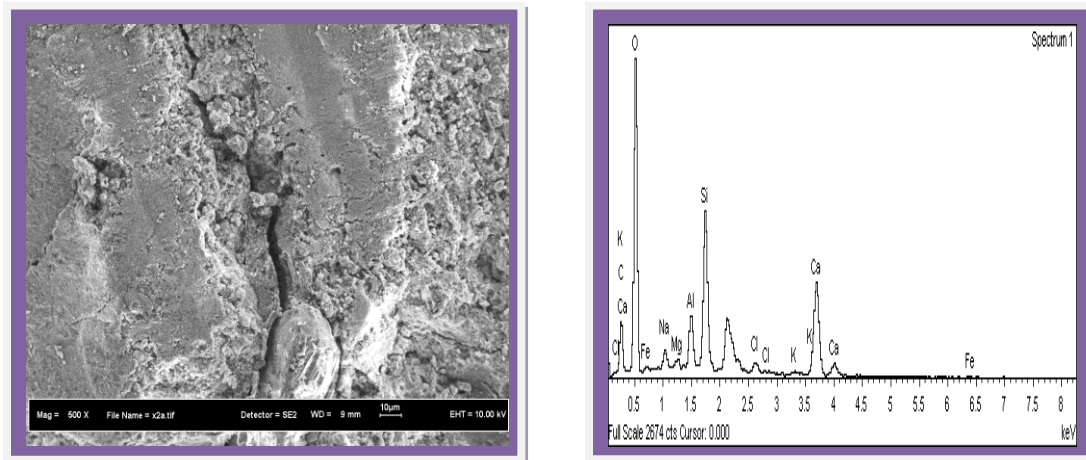 Mag = 500 X File Name = x2a.tif Detector = SE2 WD = 9 mm 10µm EHT = 10.00 kV
Spectrum 1
O
Si
K
C
Ca
Ca
Al
Na
Cl
K
Cl
Fe
Mg
Cl
K
Ca
Fe
0.5 1 1.5 2 2.5 3 3.5 4 4.5 5 5.5 6 6.5 7 7.5 8
Full Scale 2674 cts Cursor: 0.000 keV